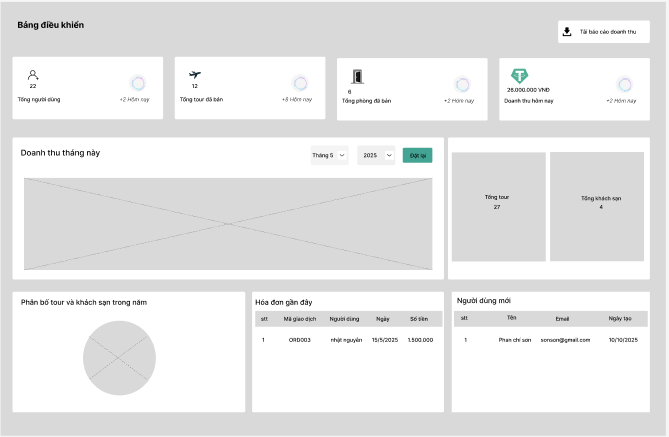 Bảng điều khiển
Tải báo cáo doanh thu
22
Tổng người dùng
+2 Hôm nay
12
Tổng tour đã bán
+8 Hôm nay
6
Tổng phòng đã bán
+2 Hôm nay
26.000.000 VNĐ
Doanh thu hôm nay
+2 Hôm nay
Doanh thu tháng này
Tháng 5
2025
Đặt lại
Tổng tour
27
Tổng khách sạn
4
Phân bố tour và khách sạn trong năm
Hóa đơn gần đây
stt Mã giao dịch Người dùng Ngày Số tiền
1 ORD003 nhật nguyên 15/5/2025 1.500.000
Người dùng mới
stt Tên Email Ngày tạo
1 Phan chí sơn sonson@gmail.com 10/10/2025